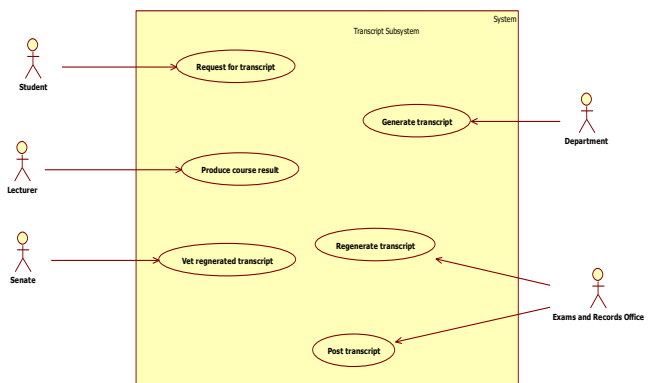 System
Transcript Subsystem
Request for transcript
Student
Generate transcript
Department
Produce course result
Lecturer
Regenerate transcript
Vet regnerated transcript
Senate
Exams and Records Office
Post transcript